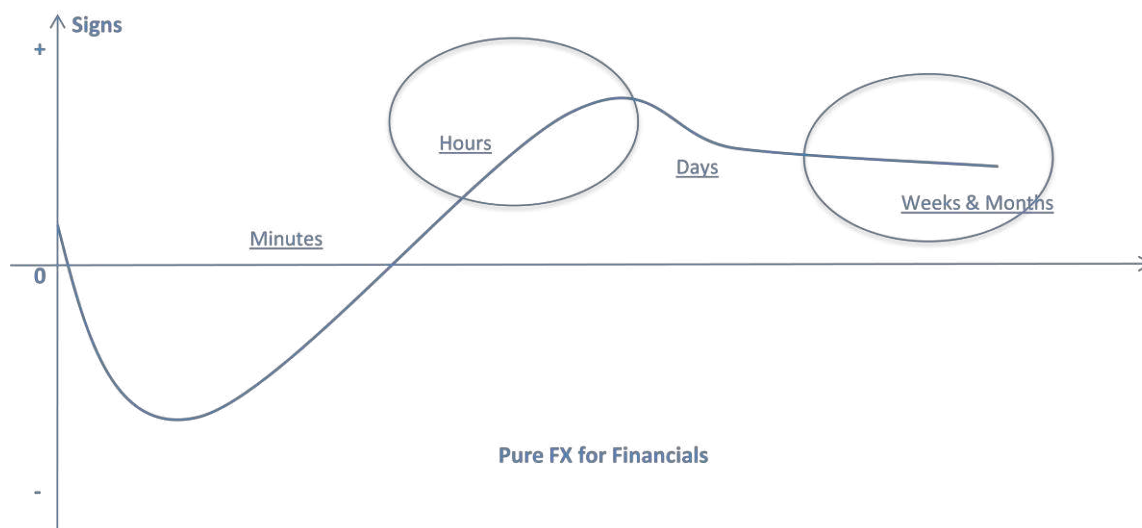 Signs
+
Hours
Days
Weeks & Months
Minutes
0
Pure FX for Financials
-